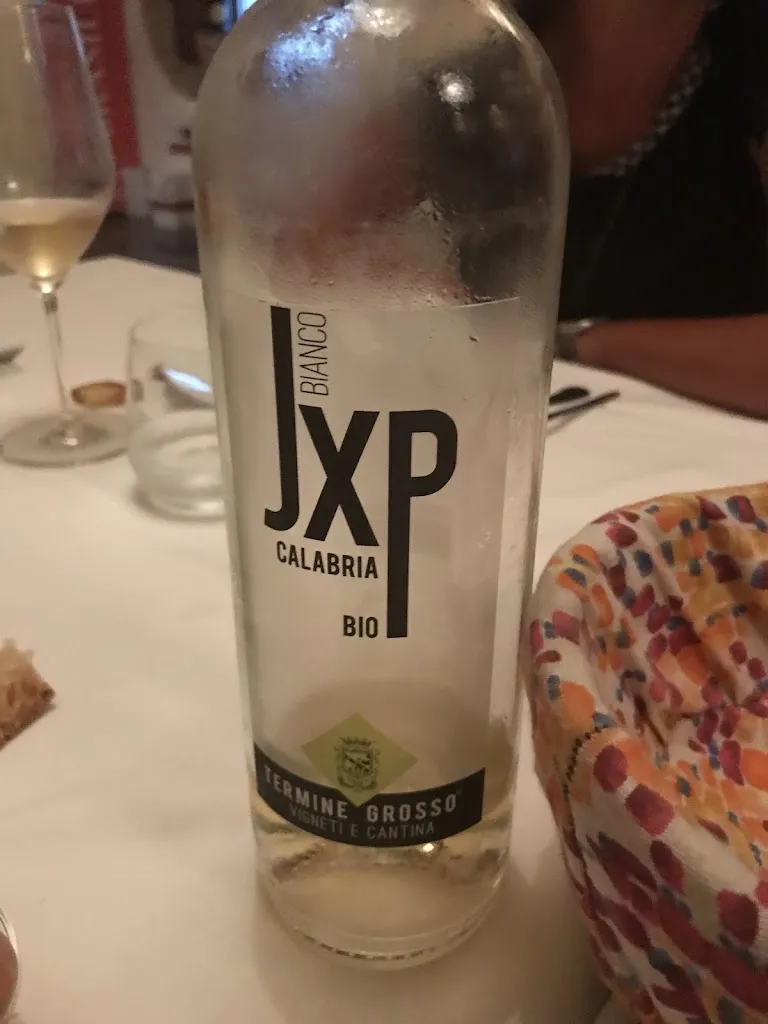 BIANCO
JXP
CALABRIA
BIO
TERMINE GROSSO
VIGNETI E CANTINA